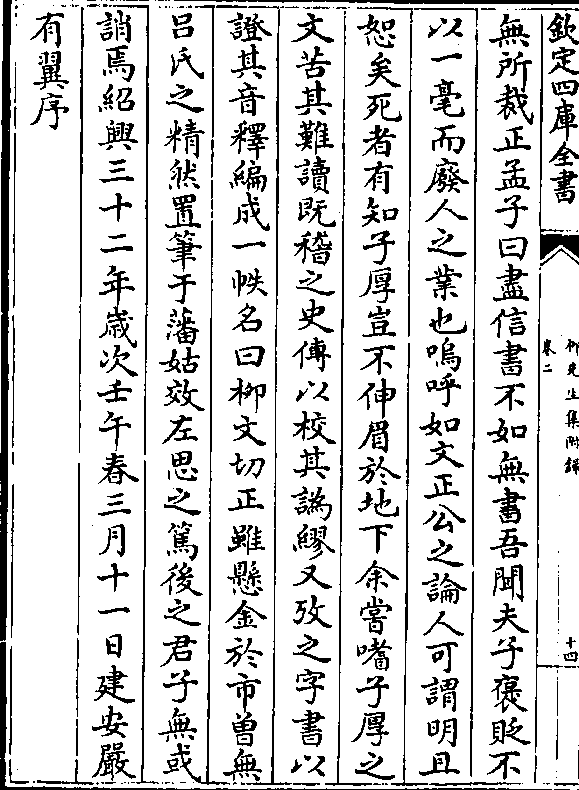 欽定四庫全書
柳先生集附錄
卷二
十四
無所裁正孟子曰盡信書不如無書吾聞夫子襃貶不
以一毫而廢人之業也嗚呼如文正公之論人可謂明且
恕矣死者有知子厚豈不伸眉於地下余嘗嗜子厚之
文苦其難讀既稽之史傳以校其譌繆又攷之字書以
證其音釋編成一帙名曰柳文切正雖懸金於市曽無
吕氏之精然置筆于藩姑效左思之篤後之君子無或
誚焉紹興三十二年歲次壬午春三月十一日建安嚴
有翼序